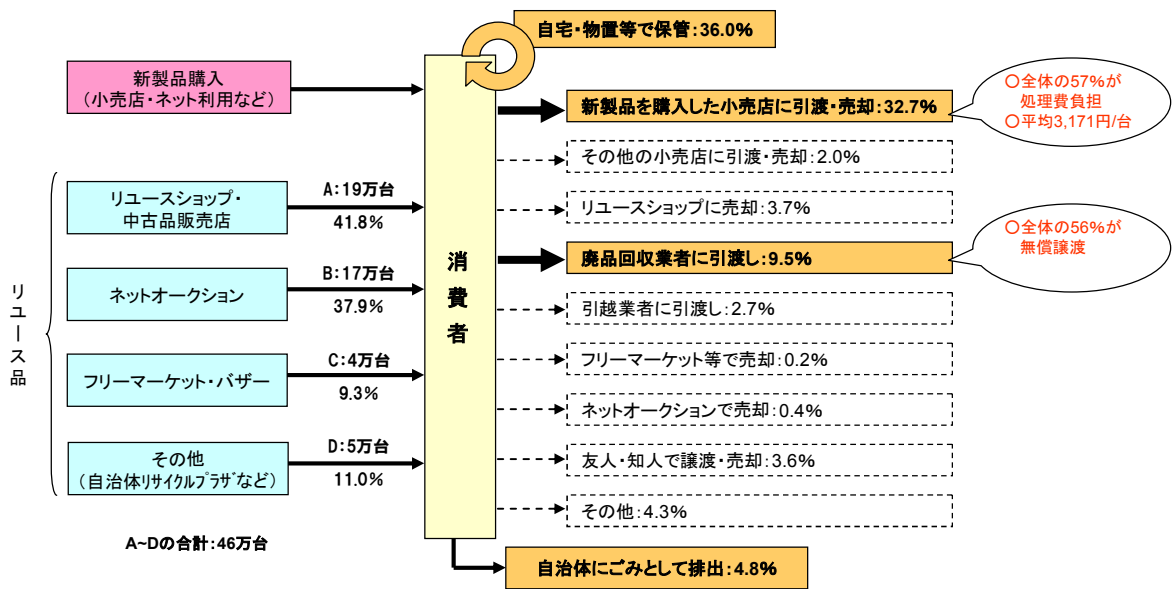 自宅・物置等で保管:36.0%
新製品購入
(小売店・ネット利用など)
リユース品
リユースショップ・
中古品販売店
A:19万台
41.8%
ネットオークション
B:17万台
37.9%
フリーマーケット・バザー
C:4万台
9.3%
その他
(自治体リサイクルプラザなど)
D:5万台
11.0%
A~Dの合計:46万台
消費者
新製品を購入した小売店に引渡・売却:32.7%
○全体の57%が
処理費負担
○平均3,171円/台
その他の小売店に引渡・売却:2.0%
リユースショップに売却:3.7%
廃品回収業者に引渡し:9.5%
○全体の56%が
無償譲渡
引越業者に引渡し:2.7%
フリーマーケット等で売却:0.2%
ネットオークションで売却:0.4%
友人・知人で譲渡・売却:3.6%
その他:4.3%
自治体にごみとして排出:4.8%